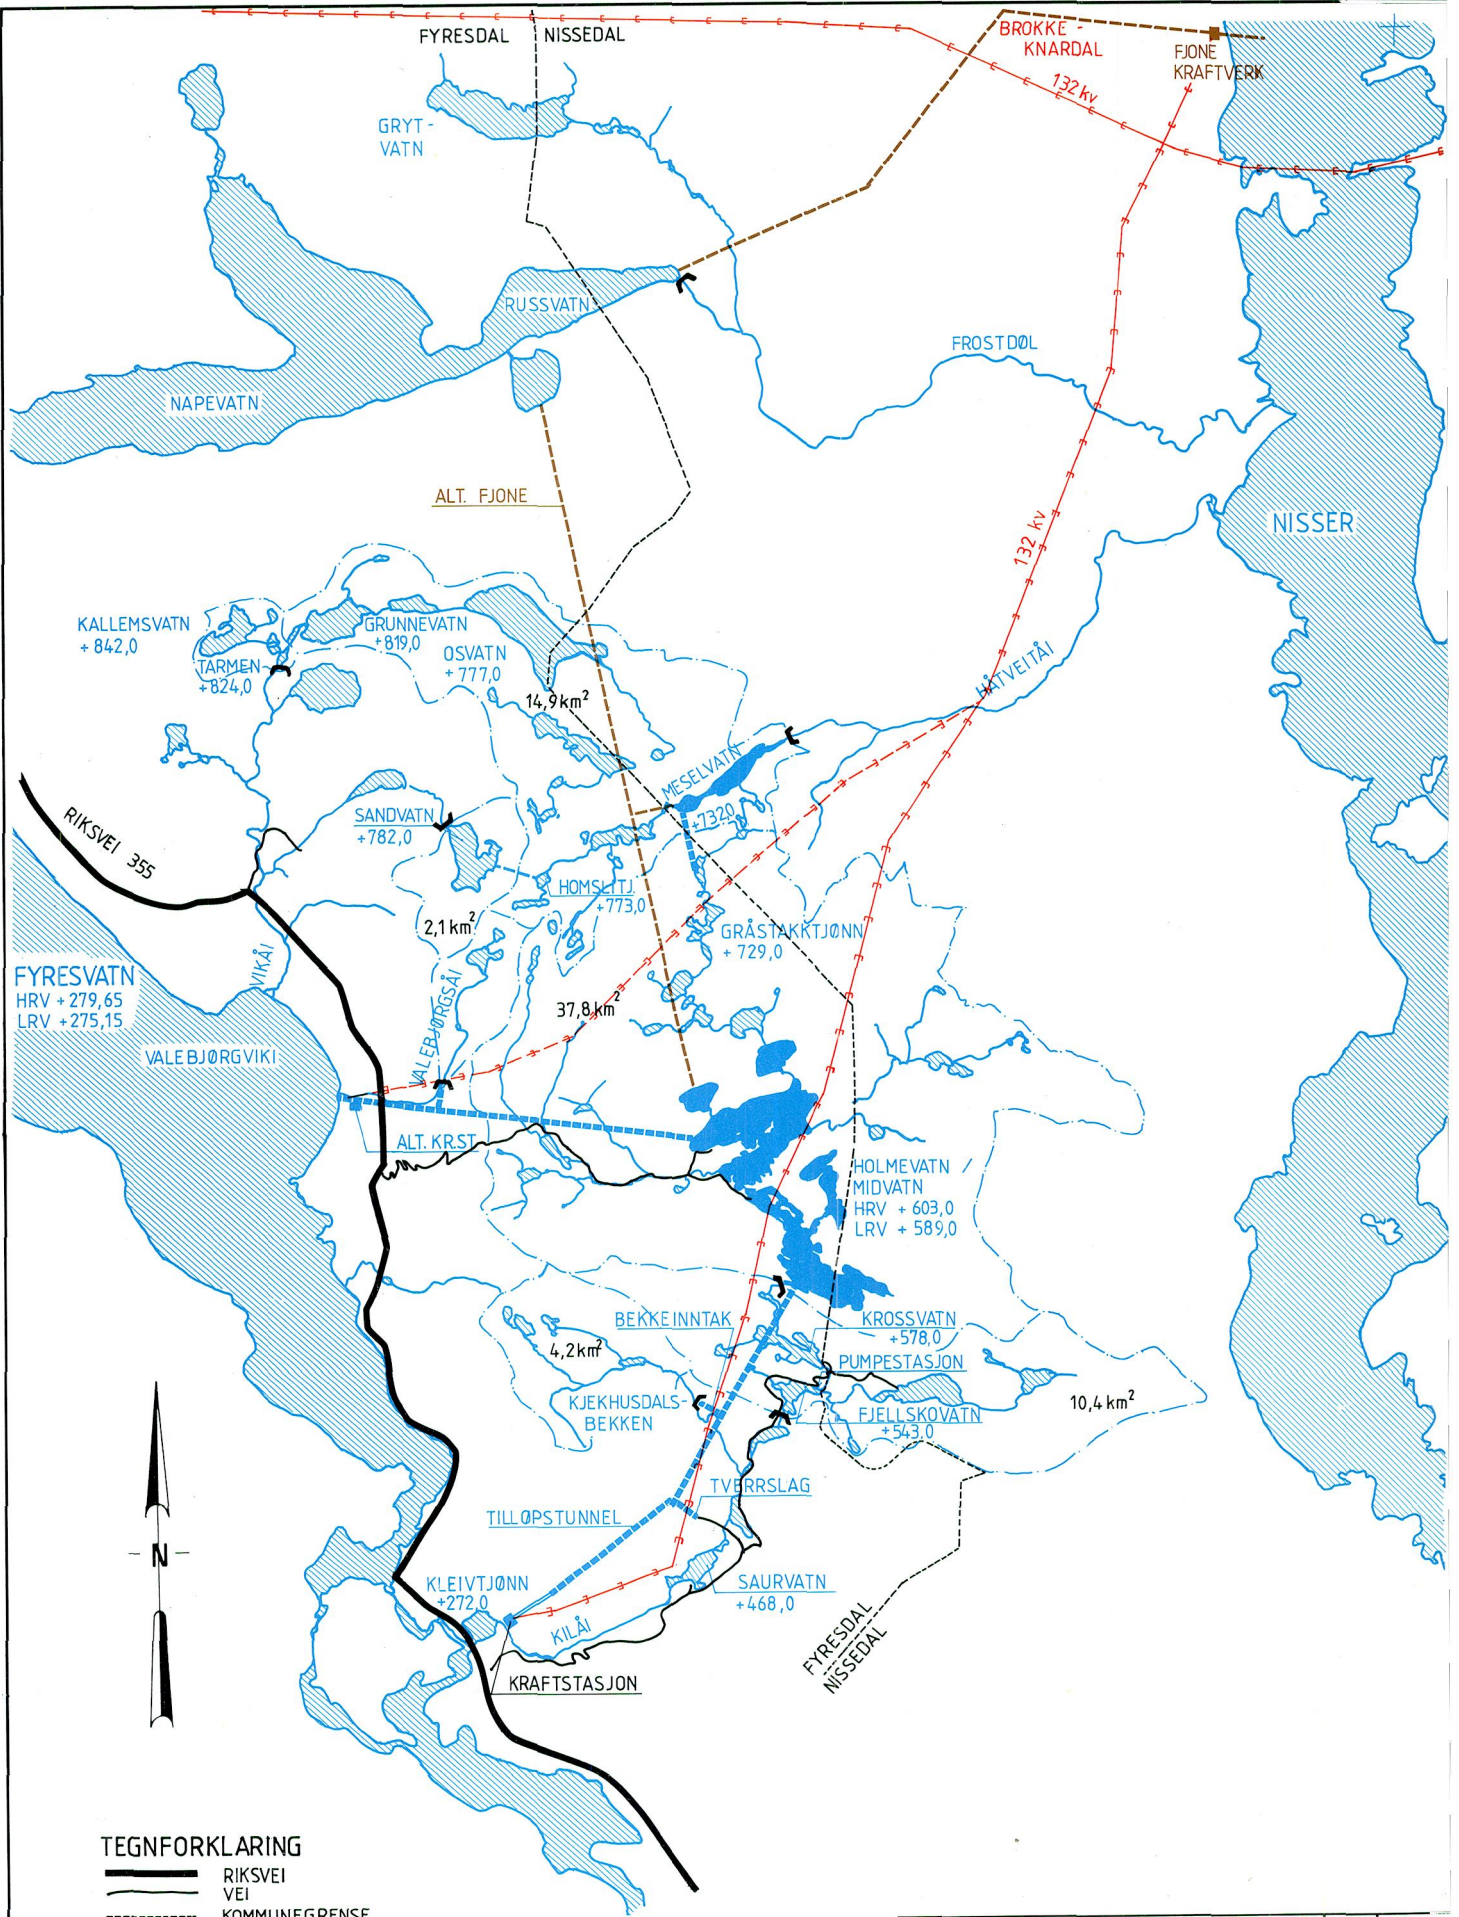 FYRESDAL NISSEDAL
BROKKE -
KNARDAL
FJONE
KRAFTVERK
132 kv
GRYT -
VATN
RUSSVATN
FROSTDØL
NAPEVATN
ALT. FJONE
NISSER
132 kv
KALLEMSVATN
+ 842,0
GRUNNEVATN
+819,0
OSVATN
+ 777,0
TARMEN
+824,0
14,9 km²
HÅTVEITÅI
MESELVATN
+732,0
SANDVATN
+782,0
RIKSVEI 355
HOMSLITJ.
+773,0
2,1 km²
GRÅSTAKKTJØNN
+ 729,0
VIKÅI
FYRESVATN
HRV +279,65
LRV +275,15
VALEBJØRGSÅI
37,8 km²
VALEBJØRGVIKI
ALT. KR.ST
HOLMEVATN /
MIDVATN
HRV + 603,0
LRV + 589,0
BEKKEINNTAK
KROSSVATN
+578,0
4,2 km²
PUMPESTASJON
KJEKHUSDALS-
BEKKEN
10,4 km²
FJELLSKOVATN
+543,0
TVERRSLAG
TILLØPSTUNNEL
N
KLEIVTJØNN
+272,0
SAURVATN
+468,0
KILÅI
FYRESDAL
NISSEDAL
KRAFTSTASJON
TEGNFORKLARING
RIKSVEI
VEI
KOMMUNEGRENSE